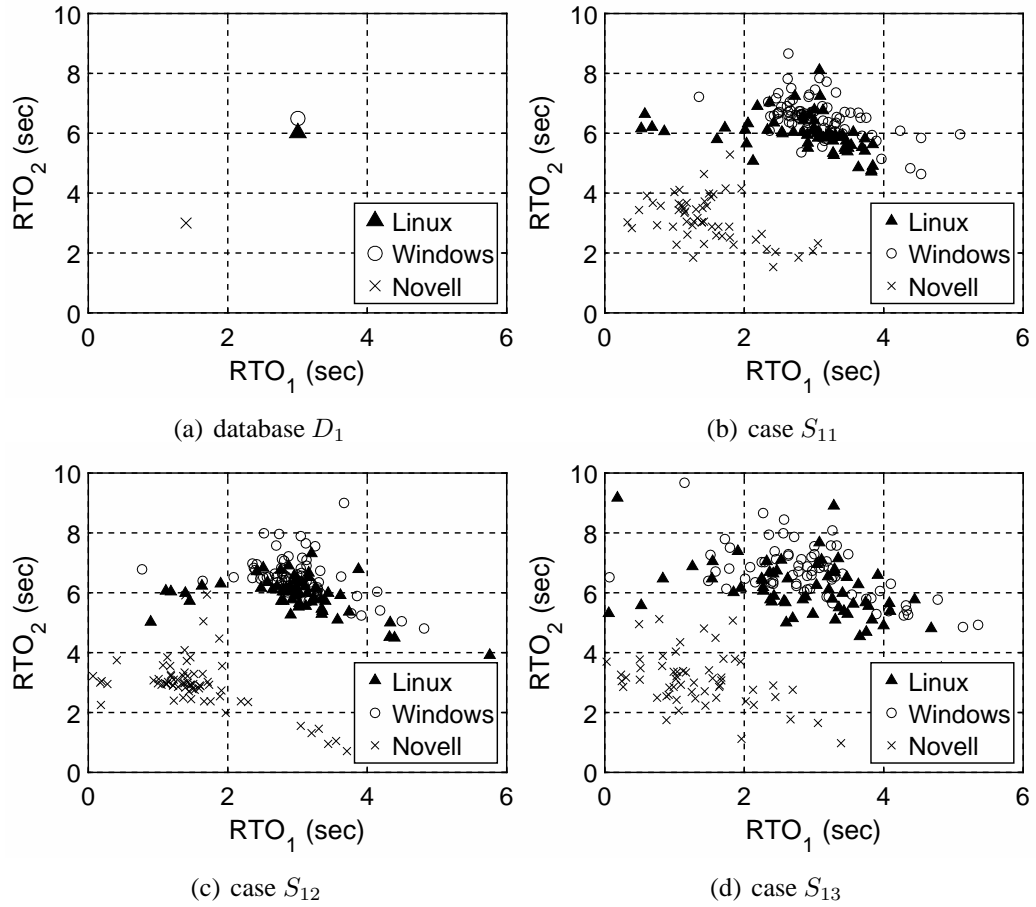 10
8
6
4
2
0
RTO2 (sec)
0 2 4 6
RTO1 (sec)
Linux
Windows
Novell
(a) database D1
10
8
6
4
2
0
RTO2 (sec)
0 2 4 6
RTO1 (sec)
Linux
Windows
Novell
(b) case S11
10
8
6
4
2
0
RTO2 (sec)
0 2 4 6
RTO1 (sec)
Linux
Windows
Novell
(c) case S12
10
8
6
4
2
0
RTO2 (sec)
0 2 4 6
RTO1 (sec)
Linux
Windows
Novell
(d) case S13